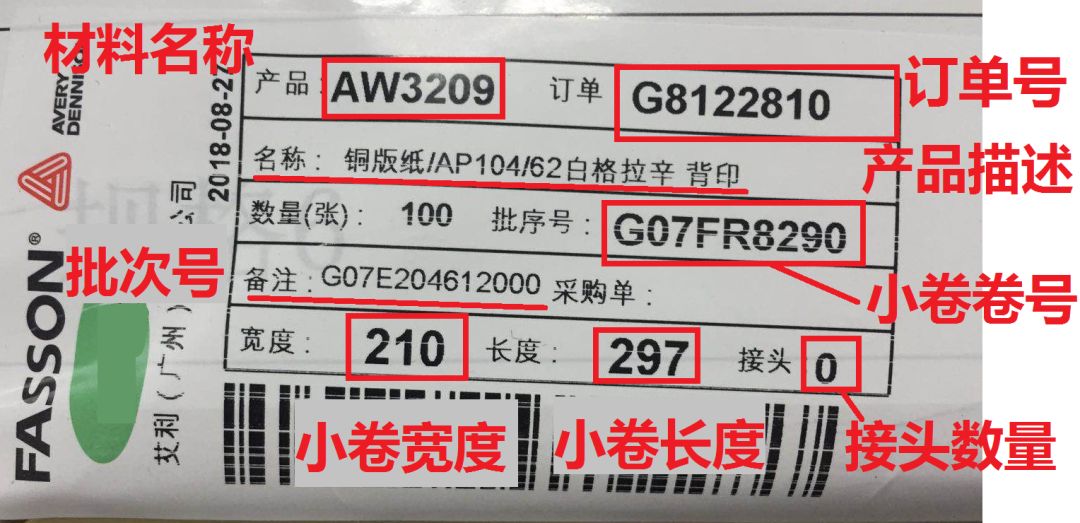 材料名称
产品: AW3209 订单 G8122810 订单号
名称: 铜版纸/AP104/62白格拉辛 背印 产品描述
数量(张): 100 批序号: G07FR8290
批次号 备注: G07E204612000 采购单: 小卷卷号
宽度: 210 长度: 297 接头: 0
小卷宽度 小卷长度 接头数量
AVERY
DENNISON
2018-08-27
FASSON®
艾利(广州)
公司